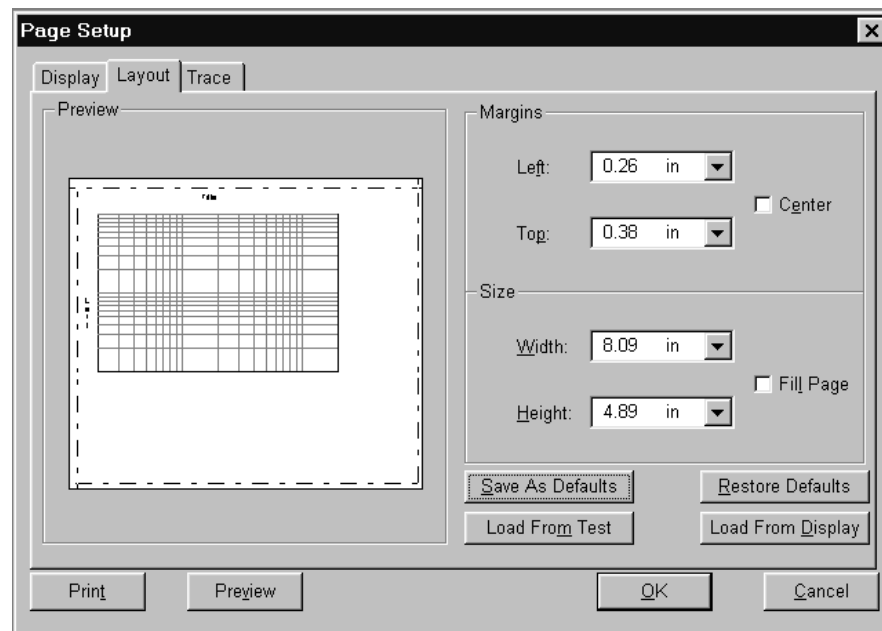 Page Setup
Display Layout Trace
Preview
Title
Margins
Left: 0.26 in
Center
Top: 0.38 in
Size
Width: 8.09 in
Fill Page
Height: 4.89 in
Save As Defaults Restore Defaults
Load From Test Load From Display
Print Preview OK Cancel